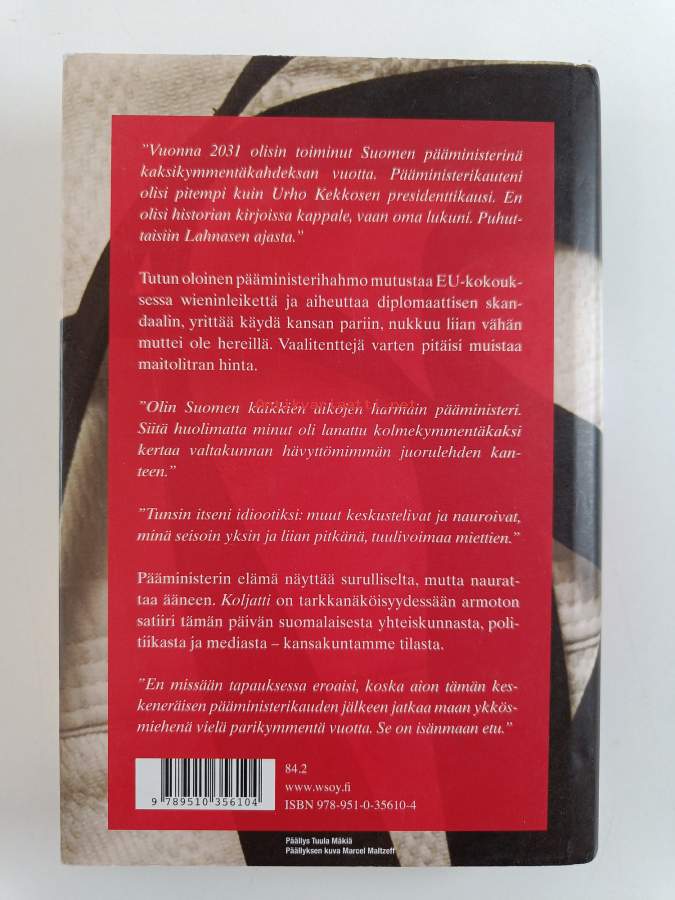 ”Vuonna 2031 olisin toiminut Suomen pääministerinä
kaksikymmentäkahdeksan vuotta. Pääministerikauteni
olisi pitempi kuin Urho Kekkosen presidenttikausi. En
olisi historian kirjoissa kappale, vaan oma lukuni. Puhut-
taisiin Lahnasen ajasta.”
Tutun oloinen pääministerihahmo mutustaa EU-kokouk-
sessa wieninleikettä ja aiheuttaa diplomaattisen skan-
daalin, yrittää käydä kansan pariin, nukkuu liian vähän
muttei ole hereillä. Vaalitenttejä varten pitäisi muistaa
maitolitran hinta.
Antikvariaatti.net
”Olin Suomen kaikkien aikojen harmain pääministeri.
Siitä huolimatta minut oli lanattu kolmekymmentäkaksi
kertaa valtakunnan hävyttömimmän juorulehden kan-
teen.”
”Tunsin itseni idiootiksi: muut keskustelivat ja nauroivat,
minä seisoin yksin ja liian pitkänä, tuulivoimaa miettien.”
Pääministerin elämä näyttää surulliselta, mutta naurat-
taa ääneen. Koljatti on tarkkanäköisyydessään armoton
satiiri tämän päivän suomalaisesta yhteiskunnasta, poli-
tiikasta ja mediasta – kansakuntamme tilasta.
”En missään tapauksessa eroaisi, koska aion tämän kes-
keneräisen pääministerikauden jälkeen jatkaa maan ykkös-
miehenä vielä parikymmentä vuotta. Se on isänmaan etu.”
84.2
www.wsoy.fi
ISBN 978-951-0-35610-4
9 789510 356104
Päällys Tuula Mäkiä
Päällyksen kuva Marcel Maltzeff